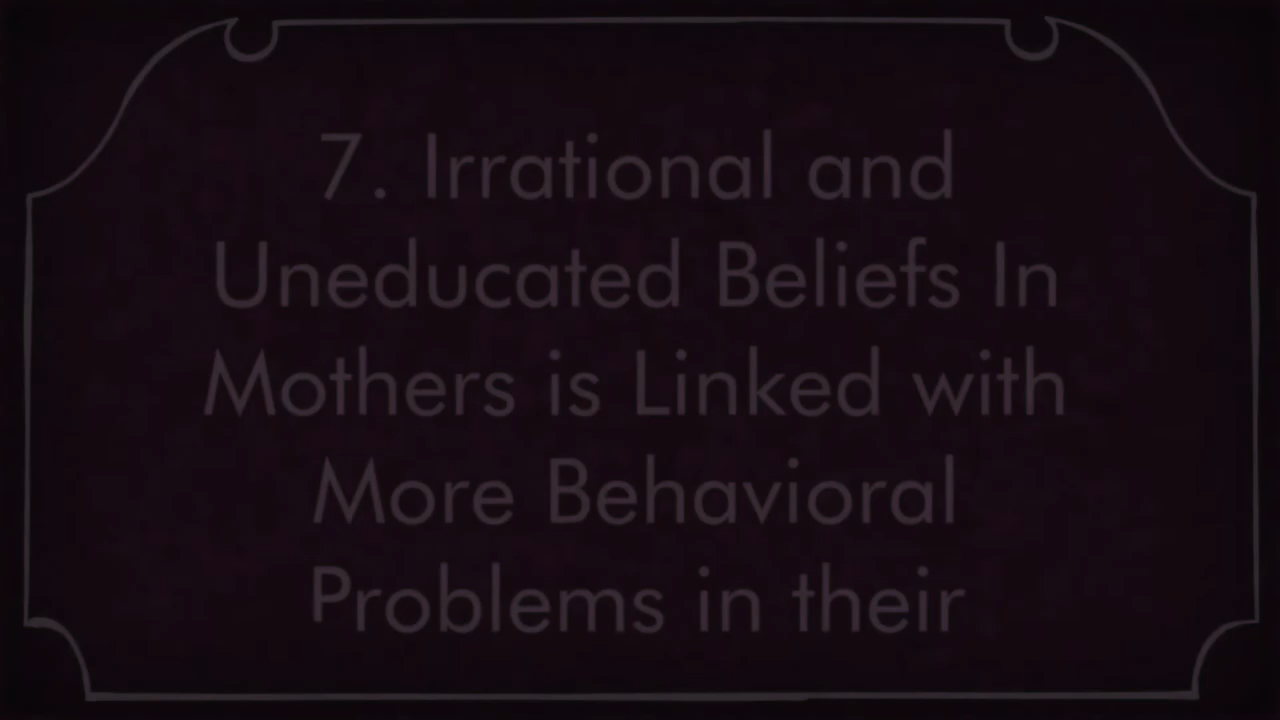 7. Irrational and
Uneducated Beliefs In
Mothers is Linked with
More Behavioral
Problems in their